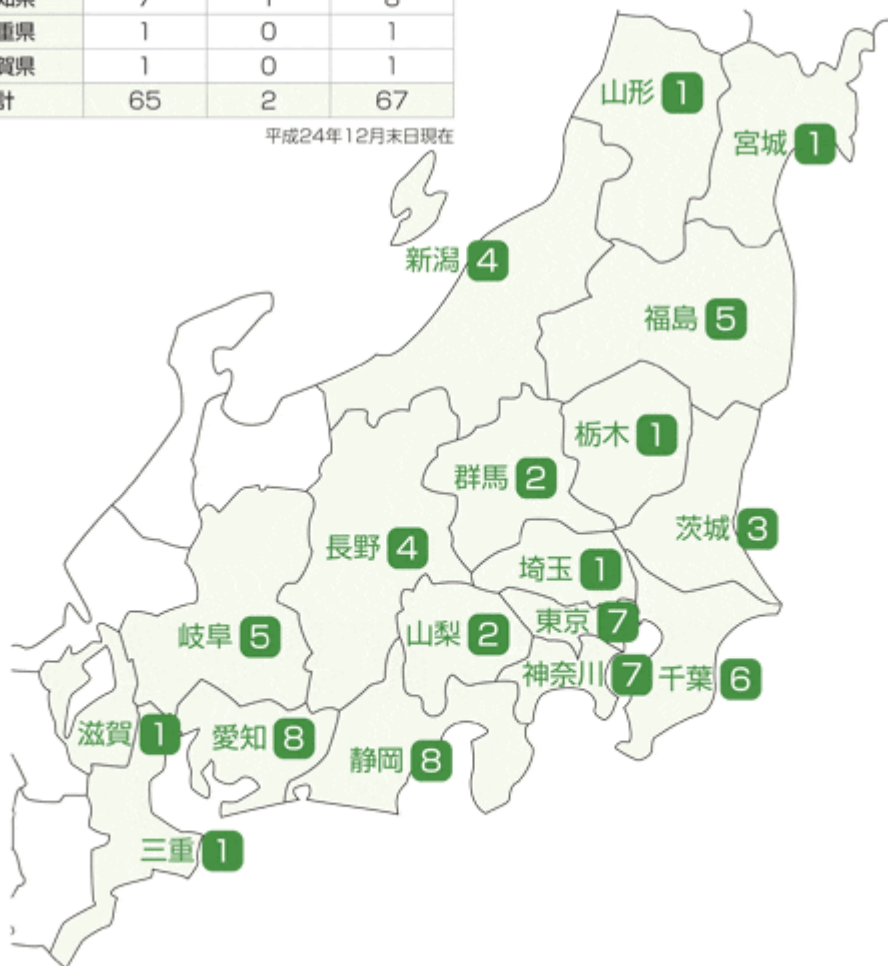 重県 1 0 1
賀県 1 0 1
計 65 2 67
平成24年12月末日現在
山形 1
宮城 1
新潟 4
福島 5
栃木 1
群馬 2
茨城 3
長野 4
埼玉 1
東京 7
岐阜 5
山梨 2
神奈川 7
千葉 6
滋賀 1
愛知 8
静岡 8
三重 1